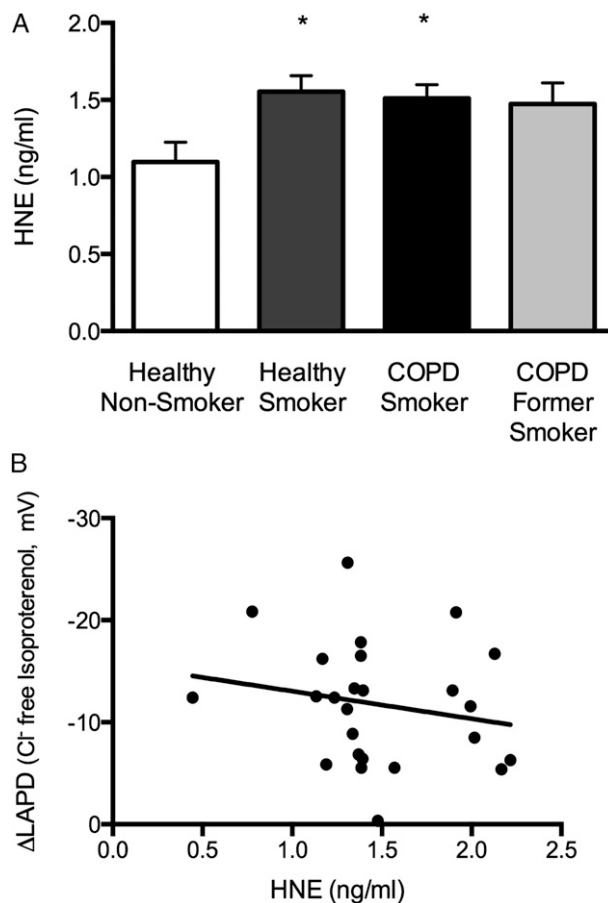 A
2.0
*
*
1.5
1.0
0.5
0.0
HNE (ng/ml)
Healthy
Non-Smoker
Healthy
Smoker
COPD
Smoker
COPD
Former
Smoker
B
-30
-20
-10
0
ΔLAPD (Cl⁻ free Isoproterenol, mV)
0.0 0.5 1.0 1.5 2.0 2.5
HNE (ng/ml)